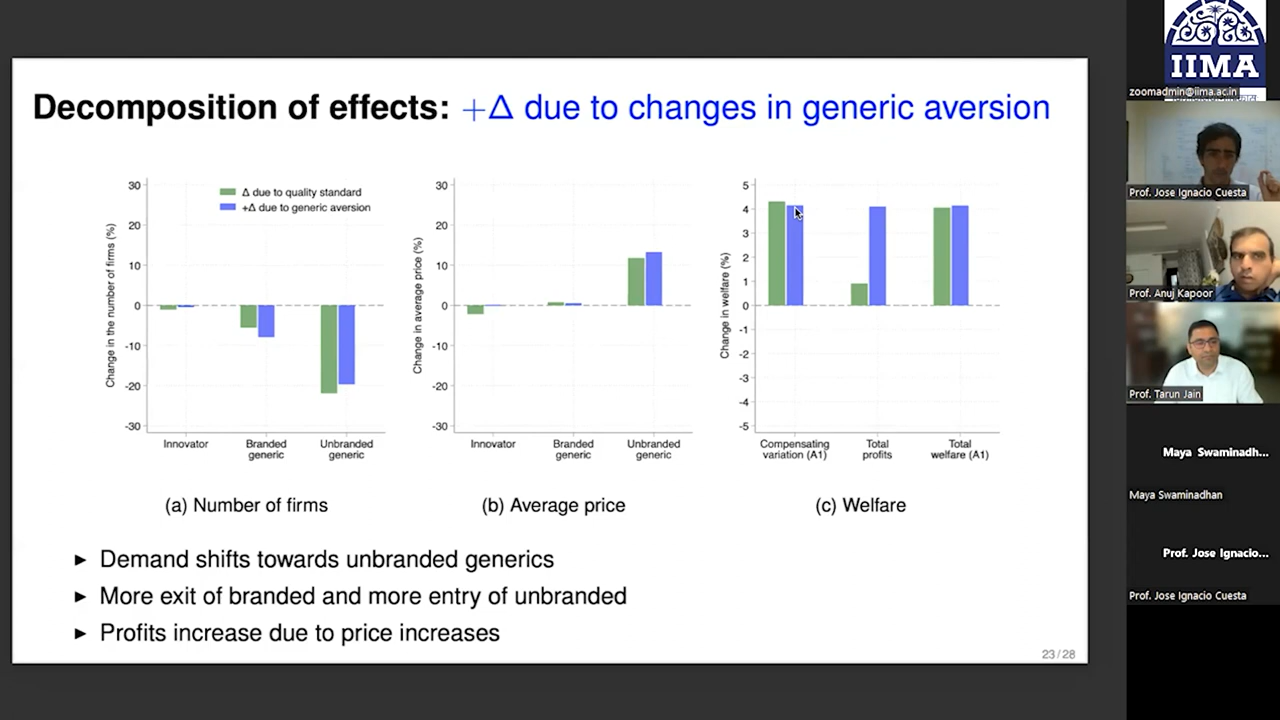 Decomposition of effects: +Δ due to changes in generic aversion
Change in the number of firms (%)
30
20
10
0
-10
-20
-30
Δ due to quality standard
+Δ due to generic aversion
Innovator
Branded generic
Unbranded generic
(a) Number of firms
Change in average price (%)
30
20
10
0
-10
-20
-30
Innovator
Branded generic
Unbranded generic
(b) Average price
Change in welfare (%)
5
4
3
2
1
0
-1
-2
-3
-4
-5
Compensating variation (A1)
Total profits
Total welfare (A1)
(c) Welfare
► Demand shifts towards unbranded generics
► More exit of branded and more entry of unbranded
► Profits increase due to price increases
23/28
IIMA
zoomadmin@iima.ac.in
Prof. Jose Ignacio Cuesta
Prof. Anuj Kapoor
Prof. Tarun Jain
Maya Swaminadh...
Maya Swaminadhan
Prof. Jose Ignacio...
Prof. Jose Ignacio Cuesta